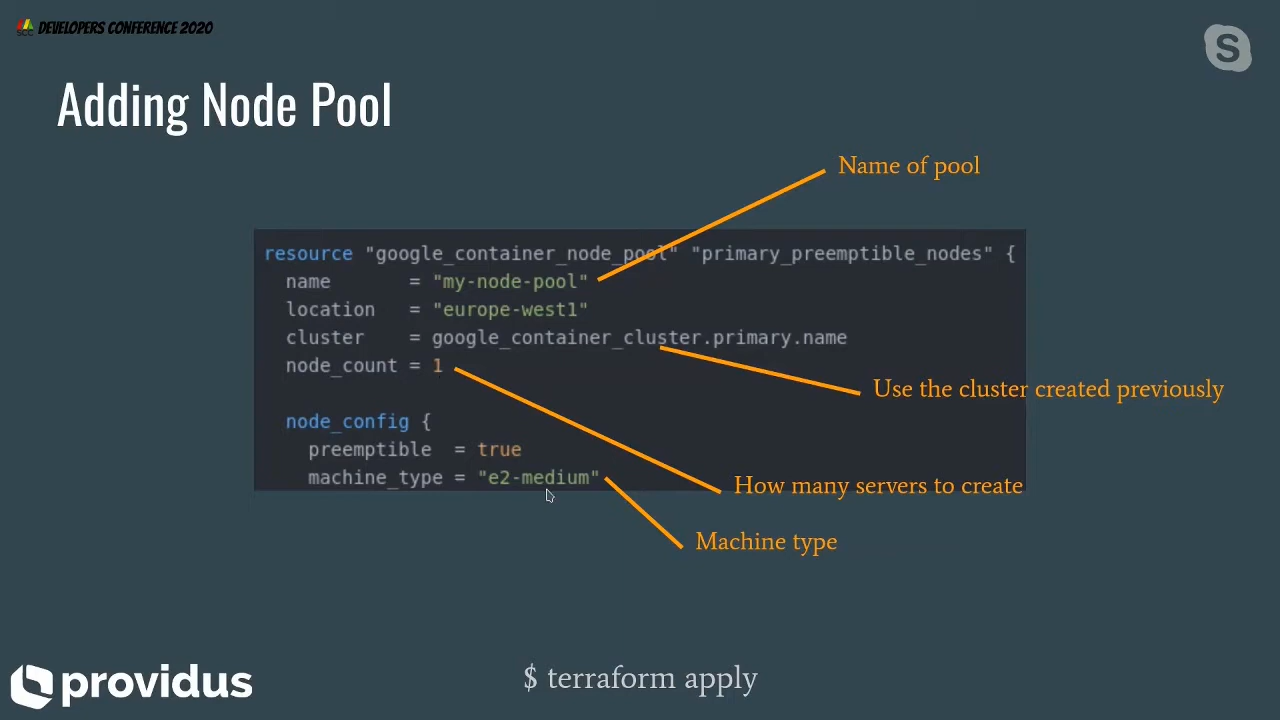 SCC DEVELOPERS CONFERENCE 2020
S
Adding Node Pool
Name of pool
resource "google_container_node_pool" "primary_preemptible_nodes" {
name = "my-node-pool"
location = "europe-west1"
cluster = google_container_cluster.primary.name
node_count = 1
Use the cluster created previously
node_config {
preemptible = true
machine_type = "e2-medium"
How many servers to create
Machine type
providus
$ terraform apply